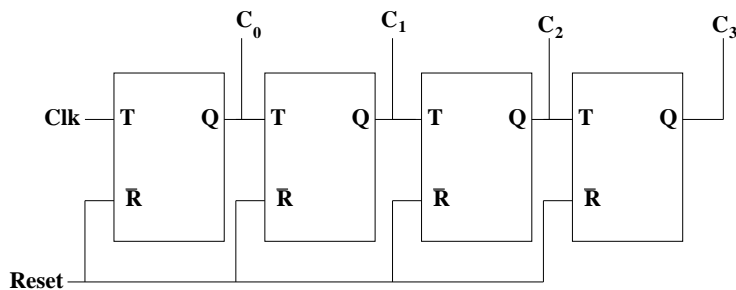 C₀ C₁ C₂ C₃
Clk T Q T Q T Q T Q
R̅ R̅ R̅ R̅
Reset